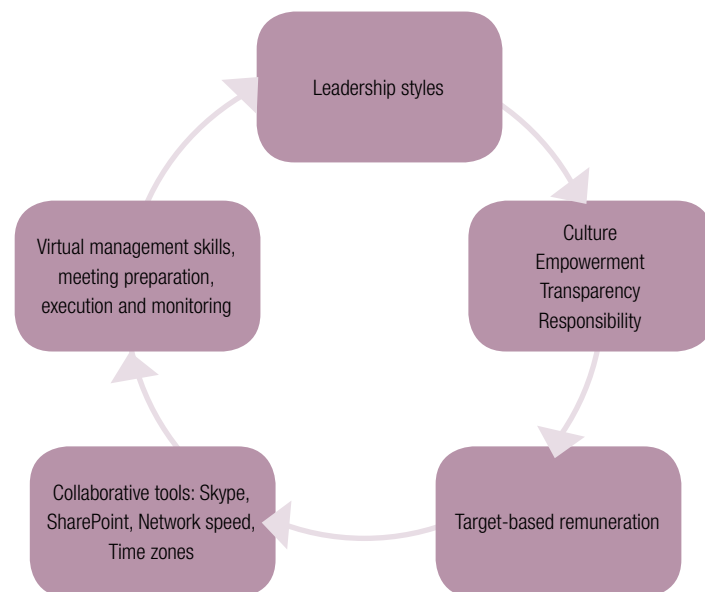 Leadership styles
Culture
Empowerment
Transparency
Responsibility
Target-based remuneration
Collaborative tools: Skype,
SharePoint, Network speed,
Time zones
Virtual management skills,
meeting preparation,
execution and monitoring